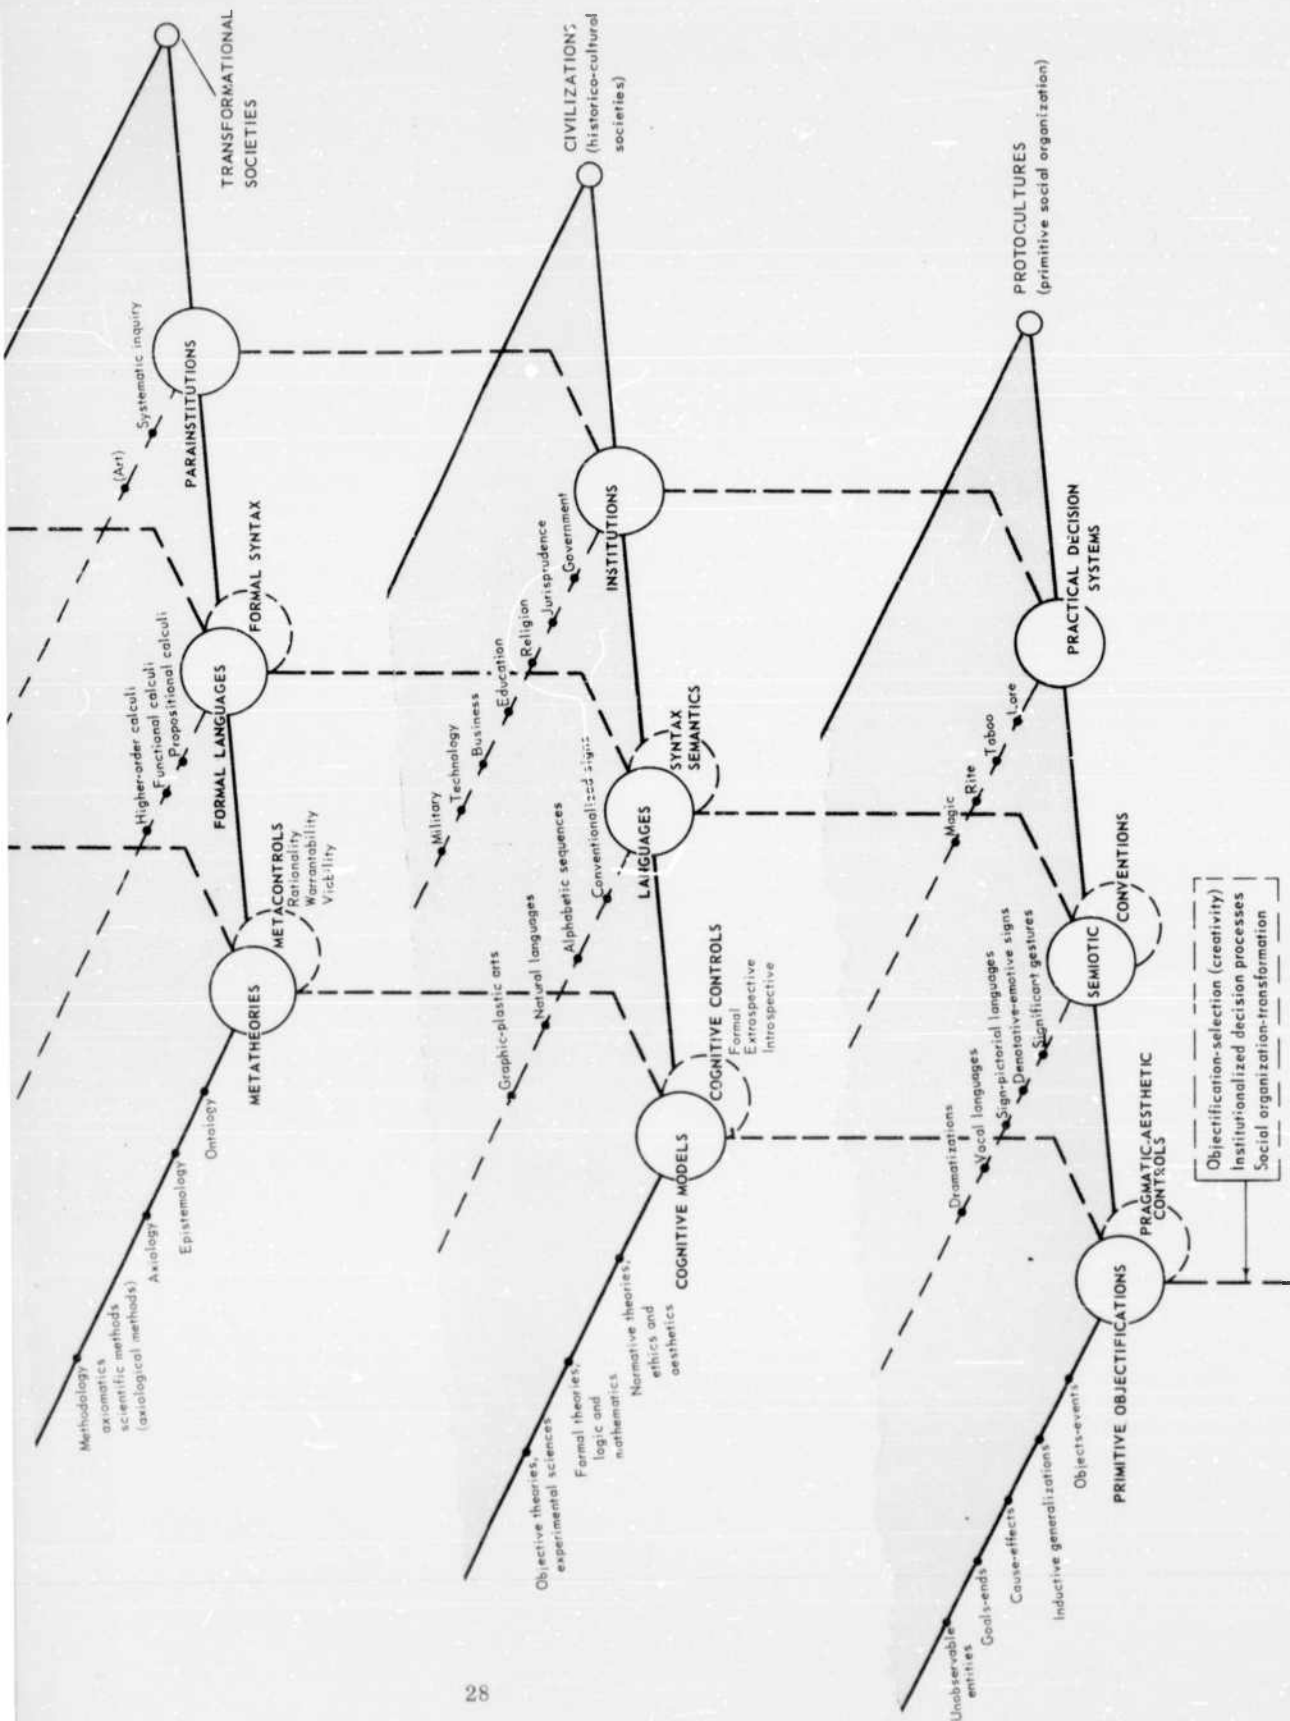 TRANSFORMATIONAL
SOCIETIES
(Art)
Systematic inquiry
PARAINSTITUTIONS
Higher-order calculi
Functional calculi
Propositional calculi
FORMAL LANGUAGES
FORMAL SYNTAX
METACONTROLS
Rationality
Warrantability
Viability
METATHEORIES
Ontology
Epistemology
Axiology
Methodology
axiomatics
scientific methods
(axiological methods)
CIVILIZATIONS
(historico-cultural
societies)
Military
Technology
Business
Education
Religion
Jurisprudence
Government
INSTITUTIONS
Graphic-plastic arts
Natural languages
Alphabetic sequences
Conventionalized signs
LANGUAGES
SYNTAX
SEMANTICS
COGNITIVE CONTROLS
Formal
Extrospective
Introspective
COGNITIVE MODELS
Normative theories,
ethics and
aesthetics
Formal theories,
logic and
mathematics
Objective theories,
experimental sciences
PROTOCULTURES
(primitive social organization)
Magic
Rite
Taboo
Lore
PRACTICAL DECISION
SYSTEMS
Dramatizations
Vocal languages
Sign-pictorial languages
Denotative-emotive signs
Significant gestures
SEMIOTIC
CONVENTIONS
PRAGMATIC-AESTHETIC
CONTROLS
PRIMITIVE OBJECTIFICATIONS
Objects-events
Inductive generalizations
Cause-effects
Goals-ends
Unobservable
entities
Objectification-selection (creativity)
Institutionalized decision processes
Social organization-transformation
28